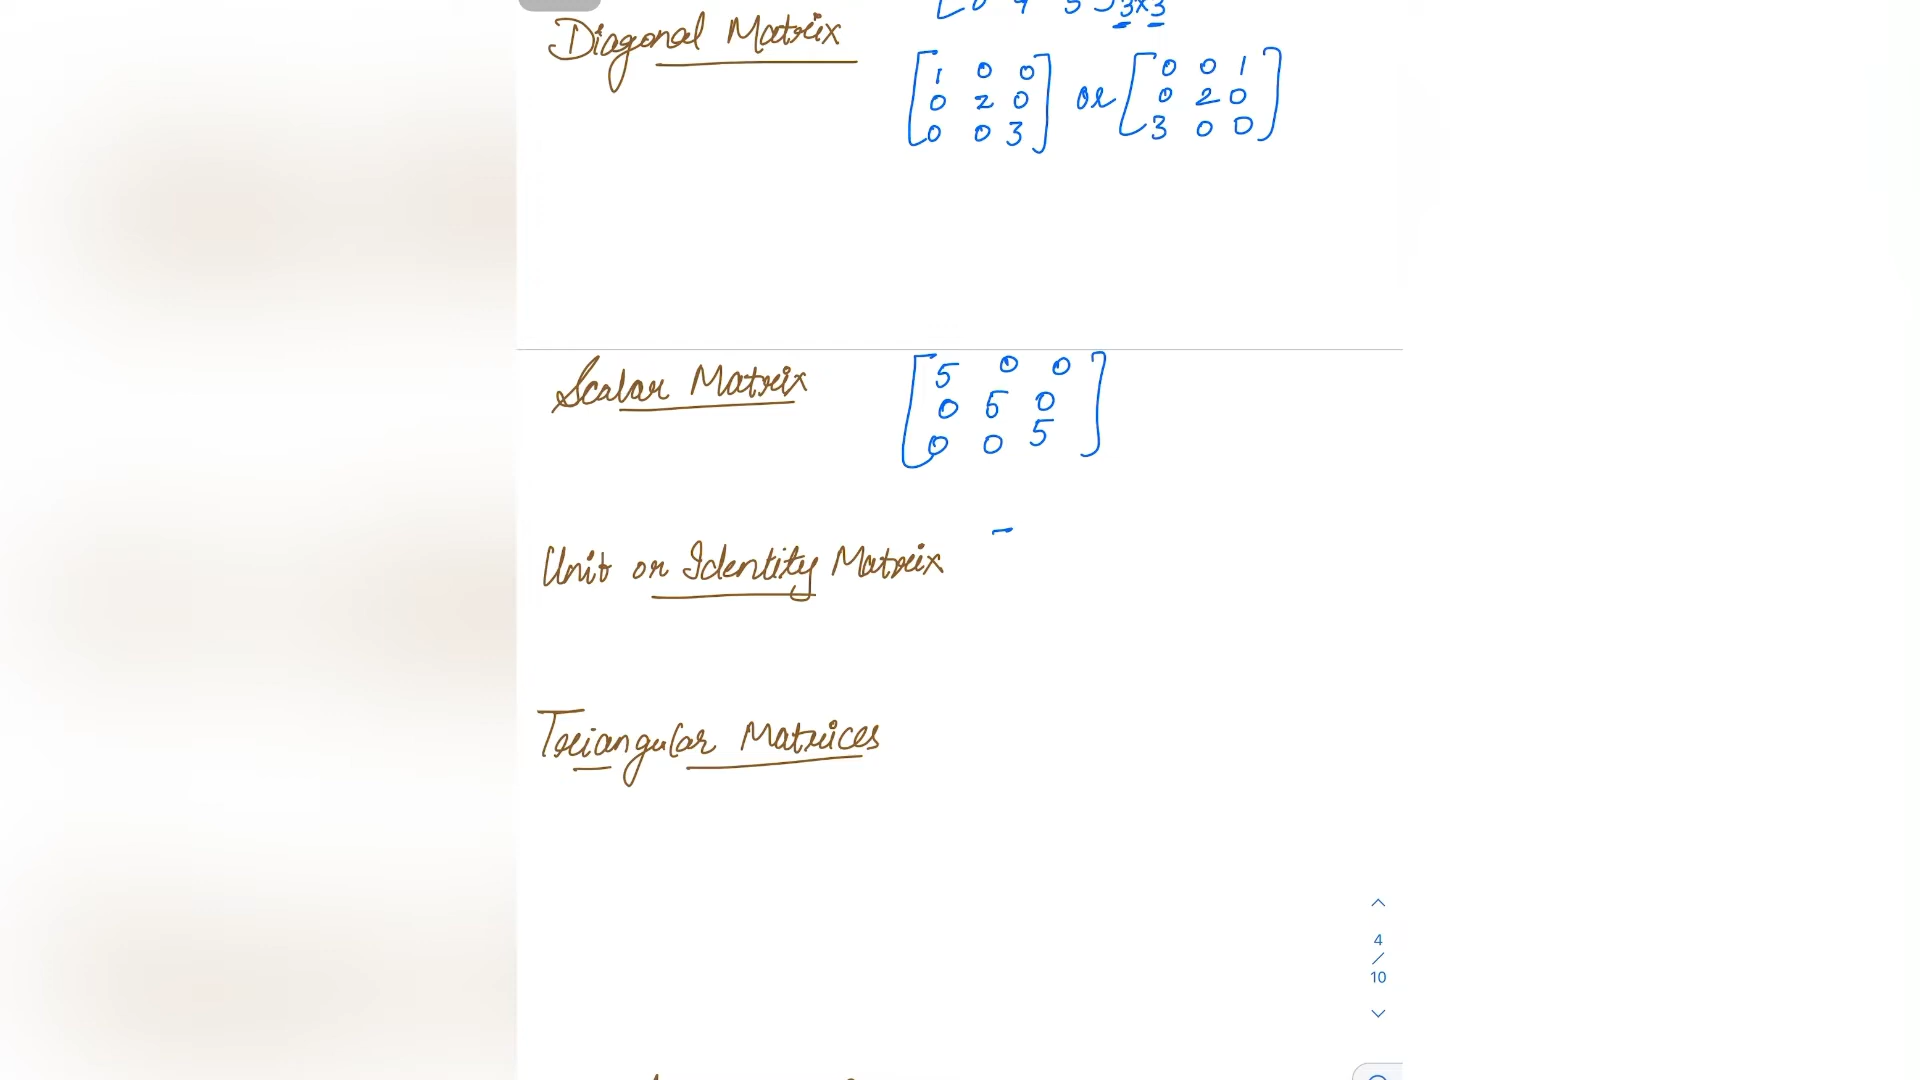 3×3
Diagonal Matrix
1 0 0 0 0 1
0 2 0 or 0 2 0
0 0 3 3 0 0
Scalar Matrix
5 0 0
0 5 0
0 0 5
Unit or Identity Matrix
Triangular Matrices
4
/
10